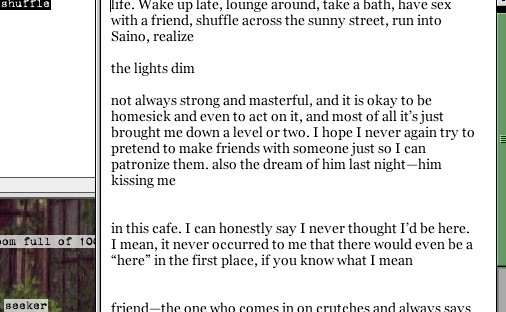 shuffle
life. Wake up late, lounge around, take a bath, have sex
with a friend, shuffle across the sunny street, run into
Saino, realize
the lights dim
not always strong and masterful, and it is okay to be
homesick and even to act on it, and most of all it’s just
brought me down a level or two. I hope I never again try to
pretend to make friends with someone just so I can
patronize them. also the dream of him last night—him
kissing me
in this cafe. I can honestly say I never thought I’d be here.
I mean, it never occurred to me that there would even be a
“here” in the first place, if you know what I mean
friend—the one who comes in on crutches and always says
full of
seeker